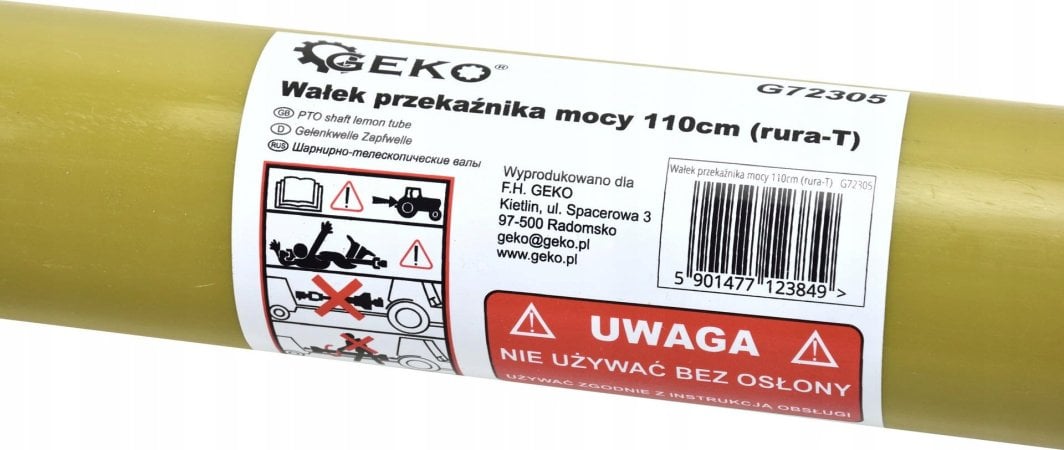 GEKO®
G72305
Wałek przekaźnika mocy 110cm (rura-T)
GB PTO shaft lemon tube
D Gelenkwelle Zapfwelle
RUS Шарнирно-телескопические валы
Wyprodukowano dla
F.H. GEKO
Kietlin, ul. Spacerowa 3
97-500 Radomsko
geko@geko.pl
www.geko.pl
Wałek przekaźnika mocy 110cm (rura-T) G72305
5 901477 123849 >
UWAGA
NIE UŻYWAĆ BEZ OSŁONY
UŻYWAĆ ZGODNIE Z INSTRUKCJĄ OBSŁUGI